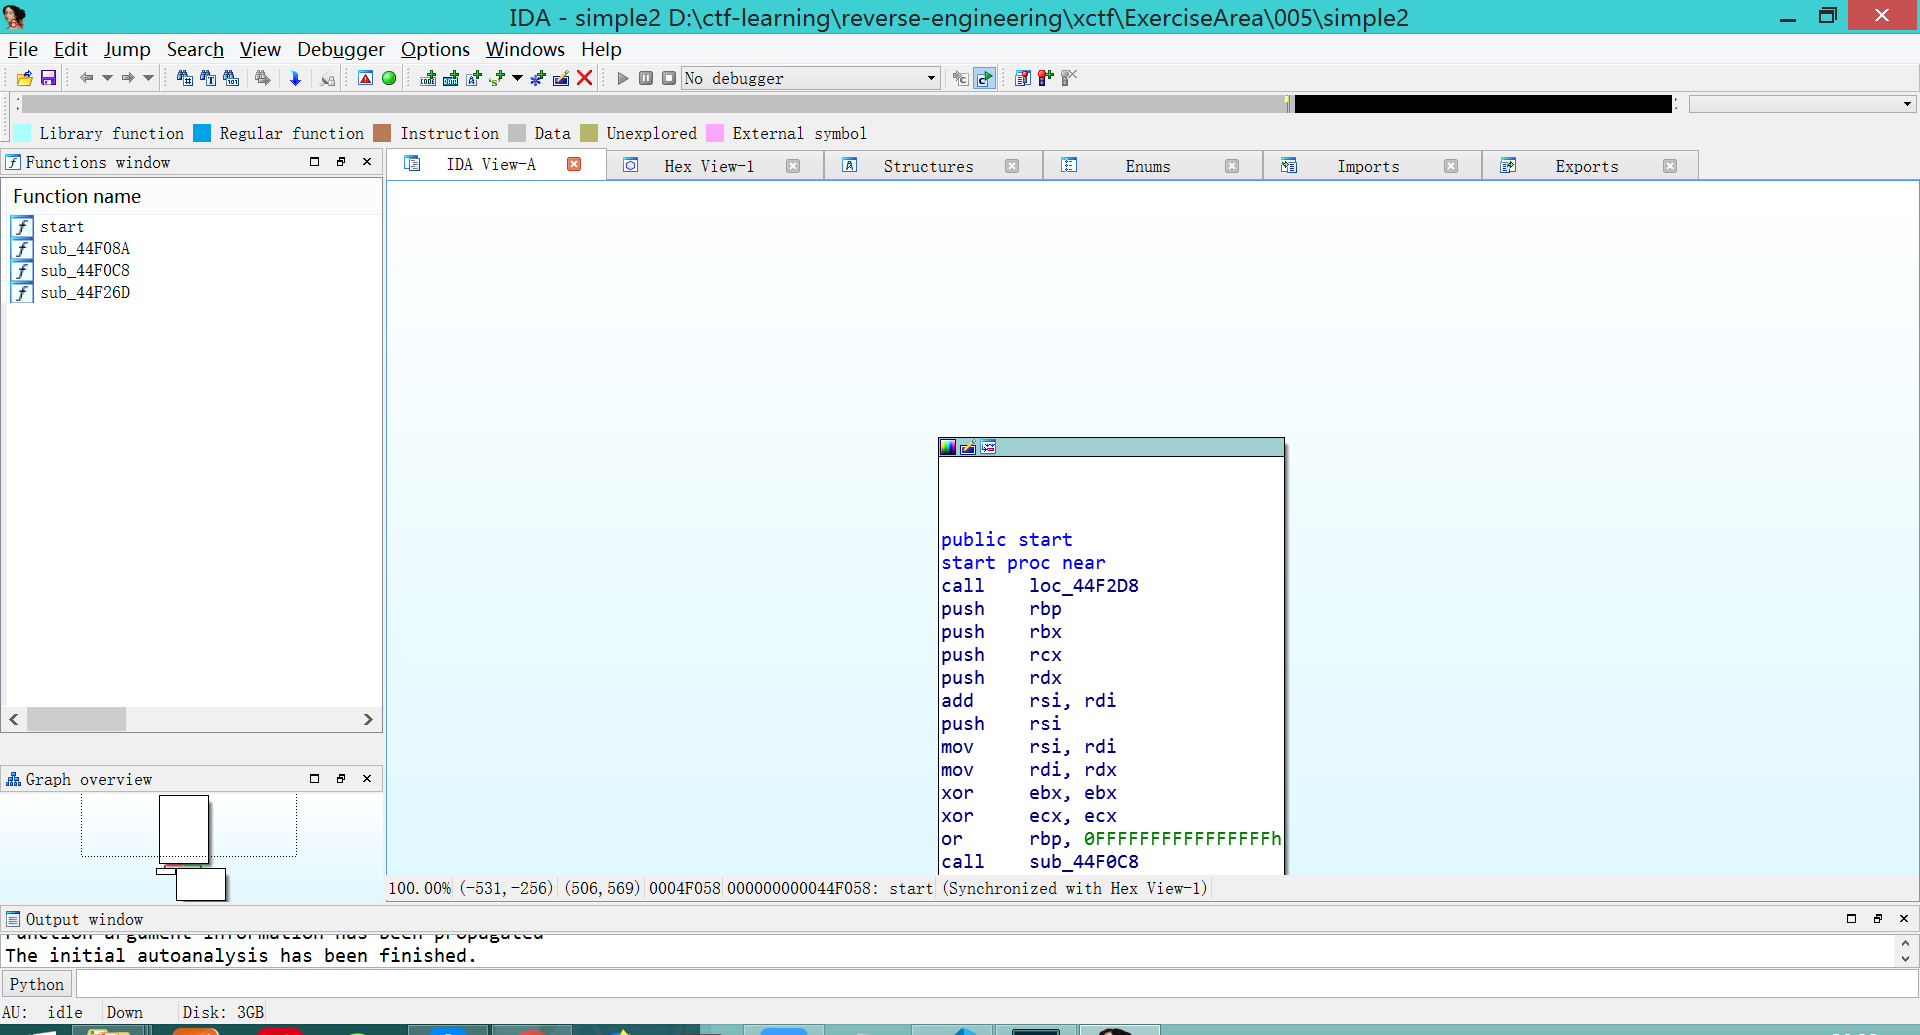 IDA - simple2 D:\ctf-learning\reverse-engineering\xctf\ExerciseArea\005\simple2
File Edit Jump Search View Debugger Options Windows Help
No debugger
Library function Regular function Instruction Data Unexplored External symbol
Functions window
IDA View-A Hex View-1 Structures Enums Imports Exports
Function name
start
sub_44F08A
sub_44F0C8
sub_44F26D
public start
start proc near
call loc_44F2D8
push rbp
push rbx
push rcx
push rdx
add rsi, rdi
push rsi
mov rsi, rdi
mov rdi, rdx
xor ebx, ebx
xor ecx, ecx
or rbp, 0FFFFFFFFFFFFFFFFh
call sub_44F0C8
Graph overview
100.00% (-531,-256) (506,569) 0004F058 000000000044F058: start (Synchronized with Hex View-1)
Output window
Function argument information has been propagated
The initial autoanalysis has been finished.
Python
AU: idle Down Disk: 3GB